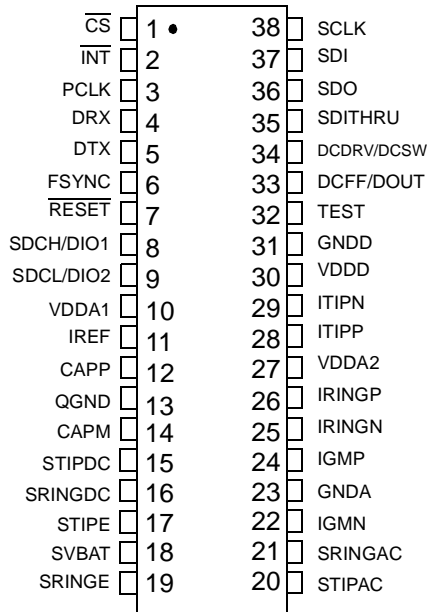 CS 1 38 SCLK
INT 2 37 SDI
PCLK 3 36 SDO
DRX 4 35 SDITHRU
DTX 5 34 DCDRV/DCSW
FSYNC 6 33 DCFF/DOUT
RESET 7 32 TEST
SDCH/DIO1 8 31 GNDD
SDCL/DIO2 9 30 VDDD
VDDA1 10 29 ITIPN
IREF 11 28 ITIPP
CAPP 12 27 VDDA2
QGND 13 26 IRINGP
CAPM 14 25 IRINGN
STIPDC 15 24 IGMP
SRINGDC 16 23 GNDA
STIPE 17 22 IGMN
SVBAT 18 21 SRINGAC
SRINGE 19 20 STIPAC